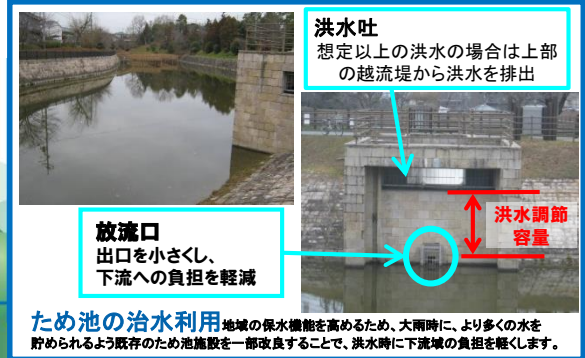 洪水吐
想定以上の洪水の場合は上部
の越流堤から洪水を排出
洪水調節
容量
放流口
出口を小さくし、
下流への負担を軽減
ため池の治水利用 地域の保水機能を高めるため、大雨時に、より多くの水を
貯められるよう既存のため池施設を一部改良することで、洪水時に下流域の負担を軽くします。